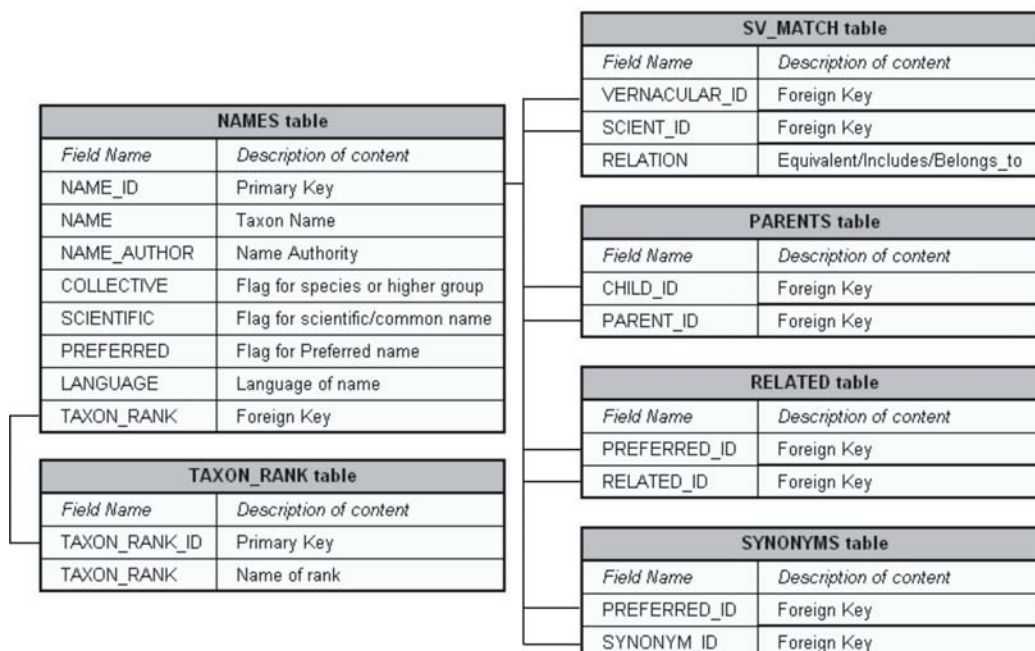 NAMES table
Field Name Description of content
NAME_ID Primary Key
NAME Taxon Name
NAME_AUTHOR Name Authority
COLLECTIVE Flag for species or higher group
SCIENTIFIC Flag for scientific/common name
PREFERRED Flag for Preferred name
LANGUAGE Language of name
TAXON_RANK Foreign Key
TAXON_RANK table
Field Name Description of content
TAXON_RANK_ID Primary Key
TAXON_RANK Name of rank
SV_MATCH table
Field Name Description of content
VERNACULAR_ID Foreign Key
SCIENT_ID Foreign Key
RELATION Equivalent/Includes/Belongs_to
PARENTS table
Field Name Description of content
CHILD_ID Foreign Key
PARENT_ID Foreign Key
RELATED table
Field Name Description of content
PREFERRED_ID Foreign Key
RELATED_ID Foreign Key
SYNONYMS table
Field Name Description of content
PREFERRED_ID Foreign Key
SYNONYM_ID Foreign Key